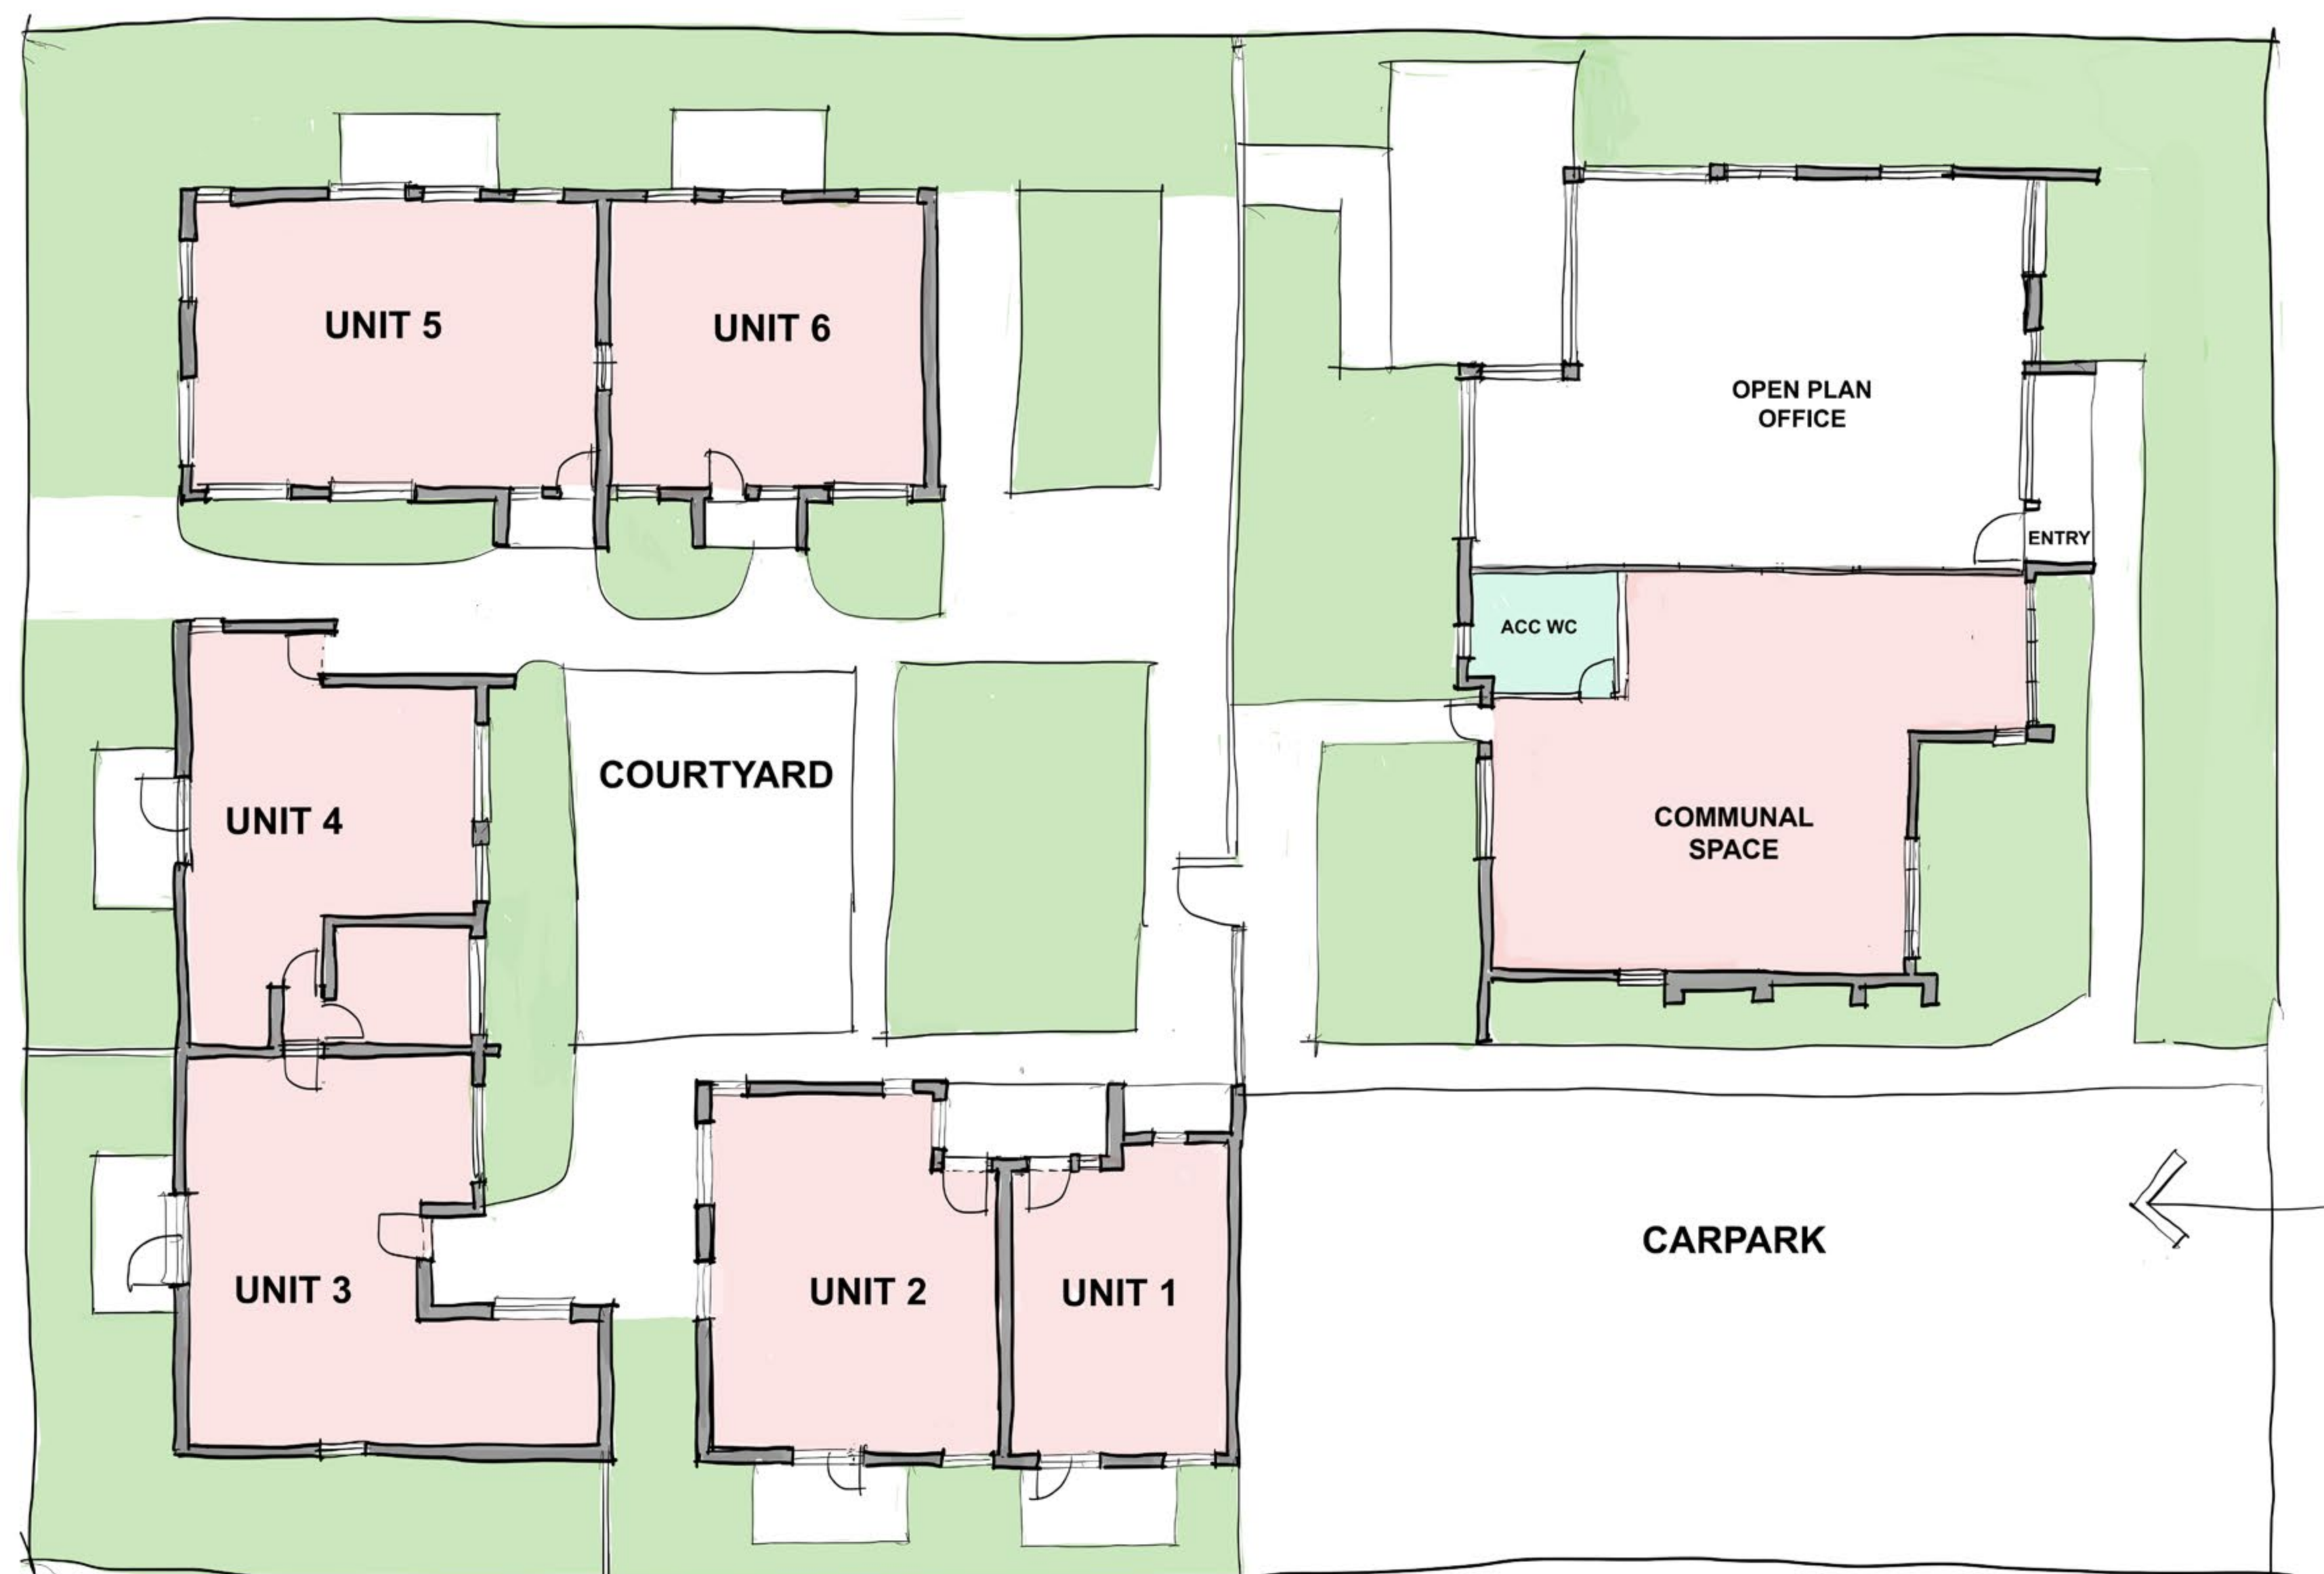 UNIT 5
UNIT 6
OPEN PLAN
OFFICE
ENTRY
ACC WC
COURTYARD
UNIT 4
COMMUNAL
SPACE
CARPARK
UNIT 3
UNIT 2
UNIT 1